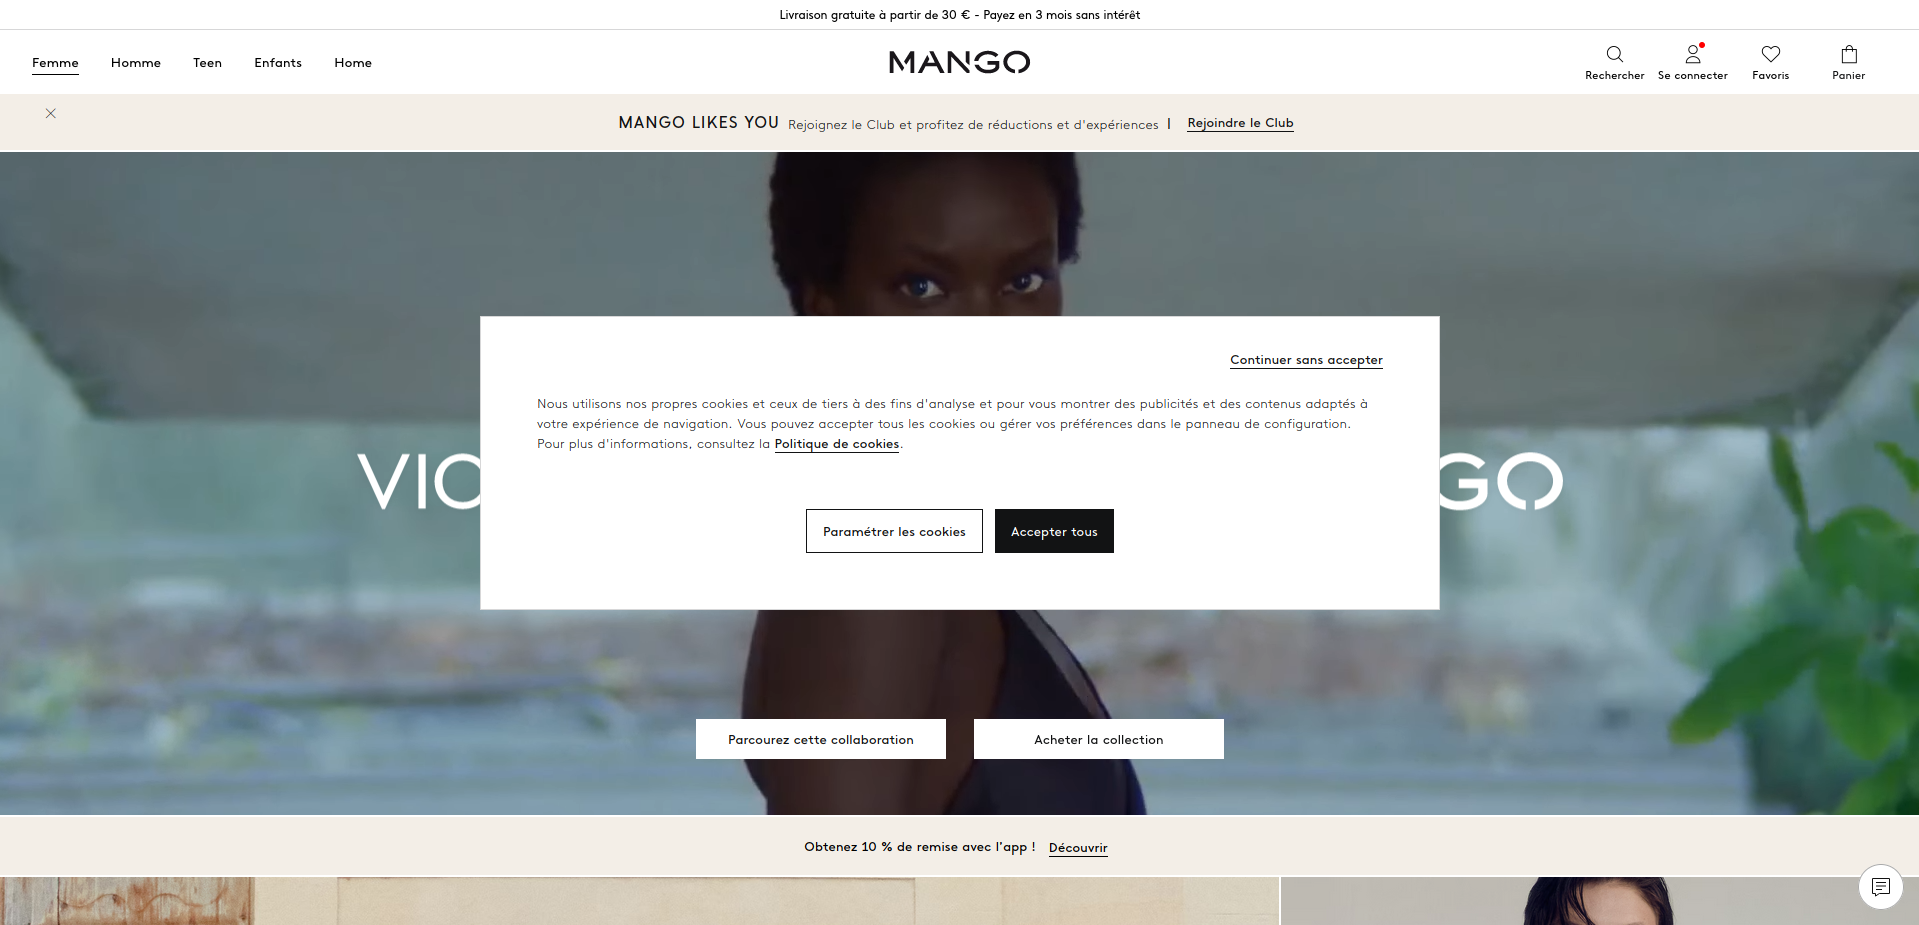 Livraison gratuite à partir de 30 € - Payez en 3 mois sans intérêt
Femme Homme Teen Enfants Home
MANGO
Rechercher Se connecter Favoris Panier
MANGO LIKES YOU Rejoignez le Club et profitez de réductions et d'expériences | Rejoindre le Club
Continuer sans accepter
Nous utilisons nos propres cookies et ceux de tiers à des fins d'analyse et pour vous montrer des publicités et des contenus adaptés à
votre expérience de navigation. Vous pouvez accepter tous les cookies ou gérer vos préférences dans le panneau de configuration.
Pour plus d'informations, consultez la Politique de cookies.
Paramétrer les cookies Accepter tous
Parcourez cette collaboration Acheter la collection
Obtenez 10 % de remise avec l'app ! Découvrir